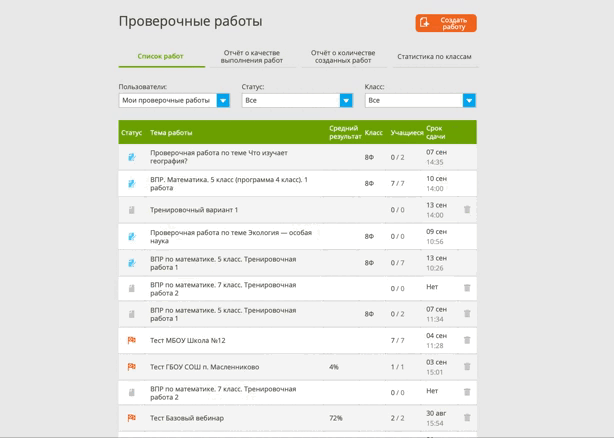 Проверочные работы
Создать
работу
Список работ
Отчёт о качестве
выполнения работ
Отчёт о количестве
созданных работ
Статистика по классам
Пользователи:
Статус:
Класс:
Мои проверочные работы
Все
Все
Статус Тема работы Средний результат Класс Учащиеся Срок сдачи
Проверочная работа по теме Что изучает
география?
8Ф 0 / 2 07 сен
14:35
ВПР. Математика. 5 класс (программа 4 класс). 1
работа
8Ф 7 / 7 10 сен
14:00
Тренировочный вариант 1 0 / 0 13 сен
14:00
Проверочная работа по теме Экология — особая
наука
8Ф 0 / 0 09 сен
10:56
ВПР по математике. 5 класс. Тренировочная
работа 1
8Ф 0 / 7 13 сен
10:26
ВПР по математике. 7 класс. Тренировочная
работа 2
0 / 0 Нет
ВПР по математике. 5 класс. Тренировочная
работа 1
8Ф 0 / 2 07 сен
11:34
Тест МБОУ Школа №12 7 / 7 04 сен
11:28
Тест ГБОУ СОШ п. Масленниково 4% 1 / 1 03 сен
15:01
ВПР по математике. 7 класс. Тренировочная
работа 2
0 / 0 Нет
Тест Базовый вебинар 72% 2 / 2 30 авг
15:54